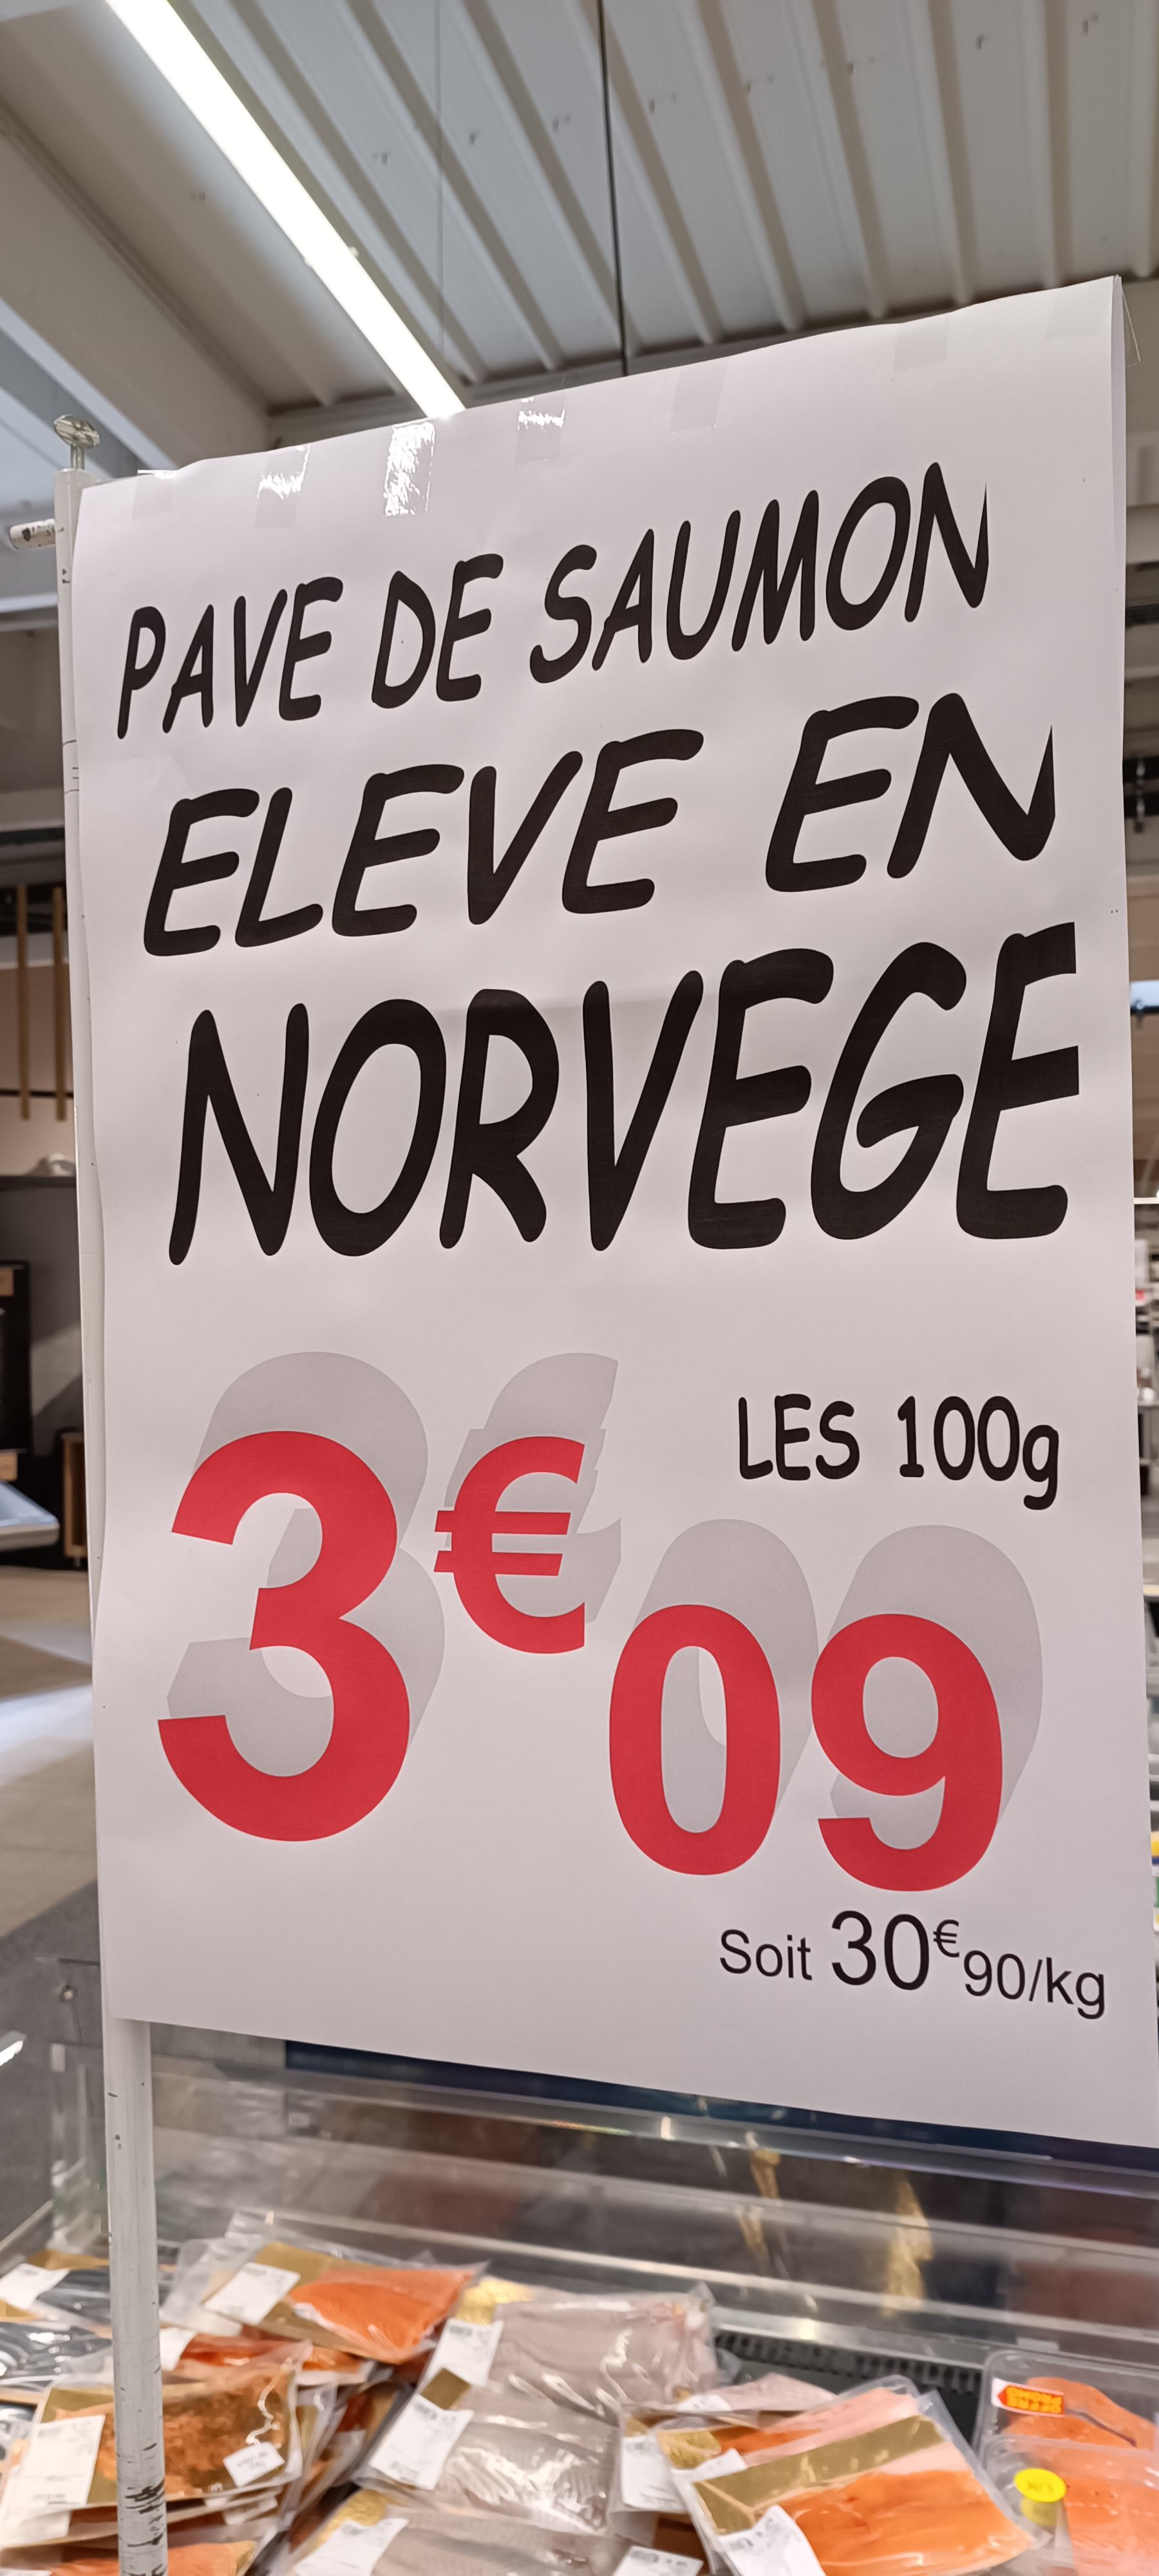 PAVE DE SAUMON
ELEVE EN
NORVEGE
LES 100g
3€09
Soit 30€90/kg